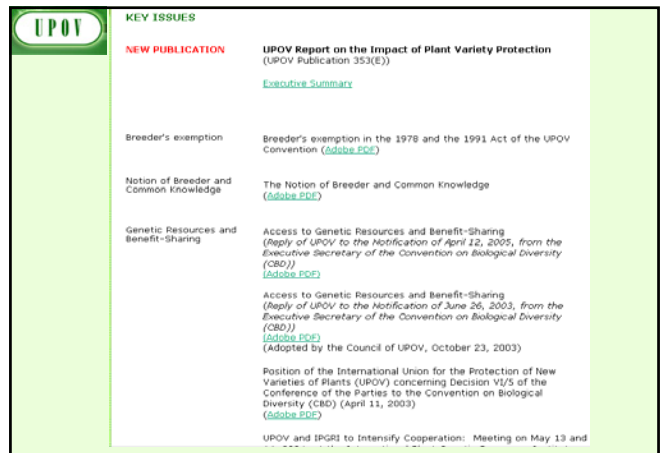 UPOV
KEY ISSUES
NEW PUBLICATION
UPOV Report on the Impact of Plant Variety Protection
(UPOV Publication 353(E))
Executive Summary
Breeder's exemption
Breeder's exemption in the 1978 and the 1991 Act of the UPOV
Convention (Adobe PDF)
Notion of Breeder and
Common Knowledge
The Notion of Breeder and Common Knowledge
(Adobe PDF)
Genetic Resources and
Benefit-Sharing
Access to Genetic Resources and Benefit-Sharing
(Reply of UPOV to the Notification of April 12, 2005, from the
Executive Secretary of the Convention on Biological Diversity
(CBD))
(Adobe PDF)
Access to Genetic Resources and Benefit-Sharing
(Reply of UPOV to the Notification of June 26, 2003, from the
Executive Secretary of the Convention on Biological Diversity
(CBD))
(Adobe PDF)
(Adopted by the Council of UPOV, October 23, 2003)
Position of the International Union for the Protection of New
Varieties of Plants (UPOV) concerning Decision VI/5 of the
Conference of the Parties to the Convention on Biological
Diversity (CBD) (April 11, 2003)
(Adobe PDF)
UPOV and IPGRI to Intensify Cooperation: Meeting on May 13 and